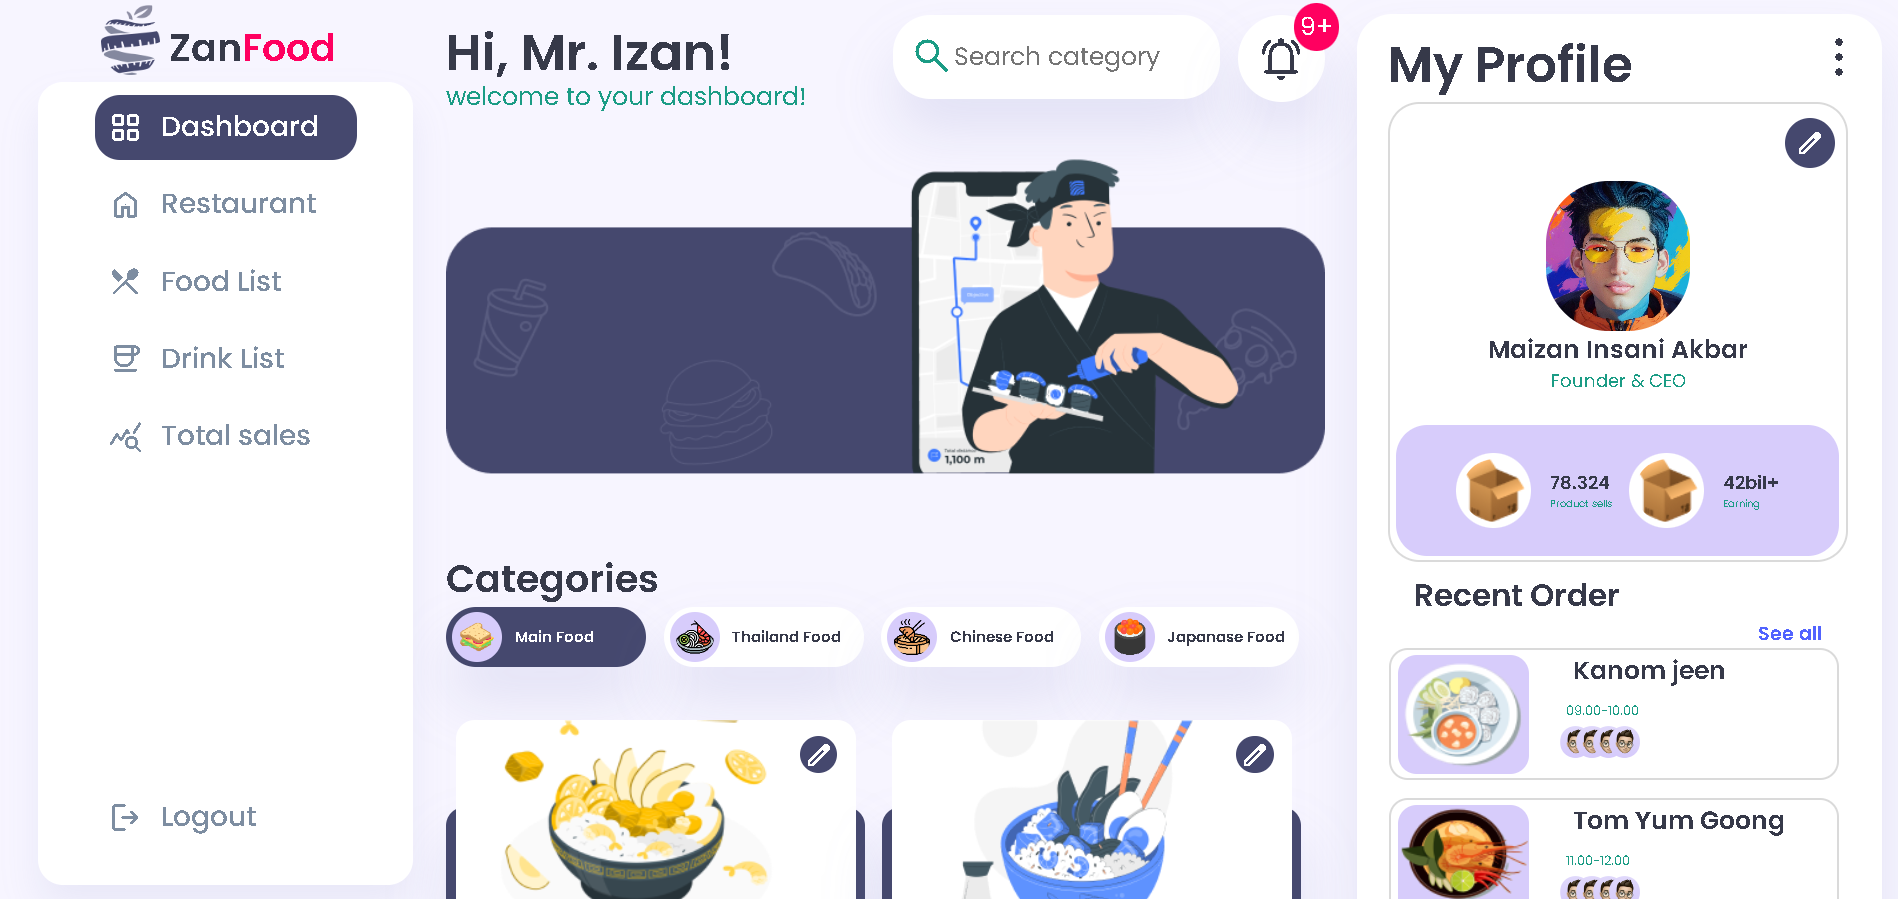 ZanFood
Dashboard
Restaurant
Food List
Drink List
Total sales
Logout
Hi, Mr. Izan!
welcome to your dashboard!
Search category
9+
1,100 m
Categories
Main Food
Thailand Food
Chinese Food
Japanase Food
My Profile
Maizan Insani Akbar
Founder & CEO
78.324
Product sells
42bil+
Earning
Recent Order
See all
Kanom jeen
09.00-10.00
Tom Yum Goong
11.00-12.00